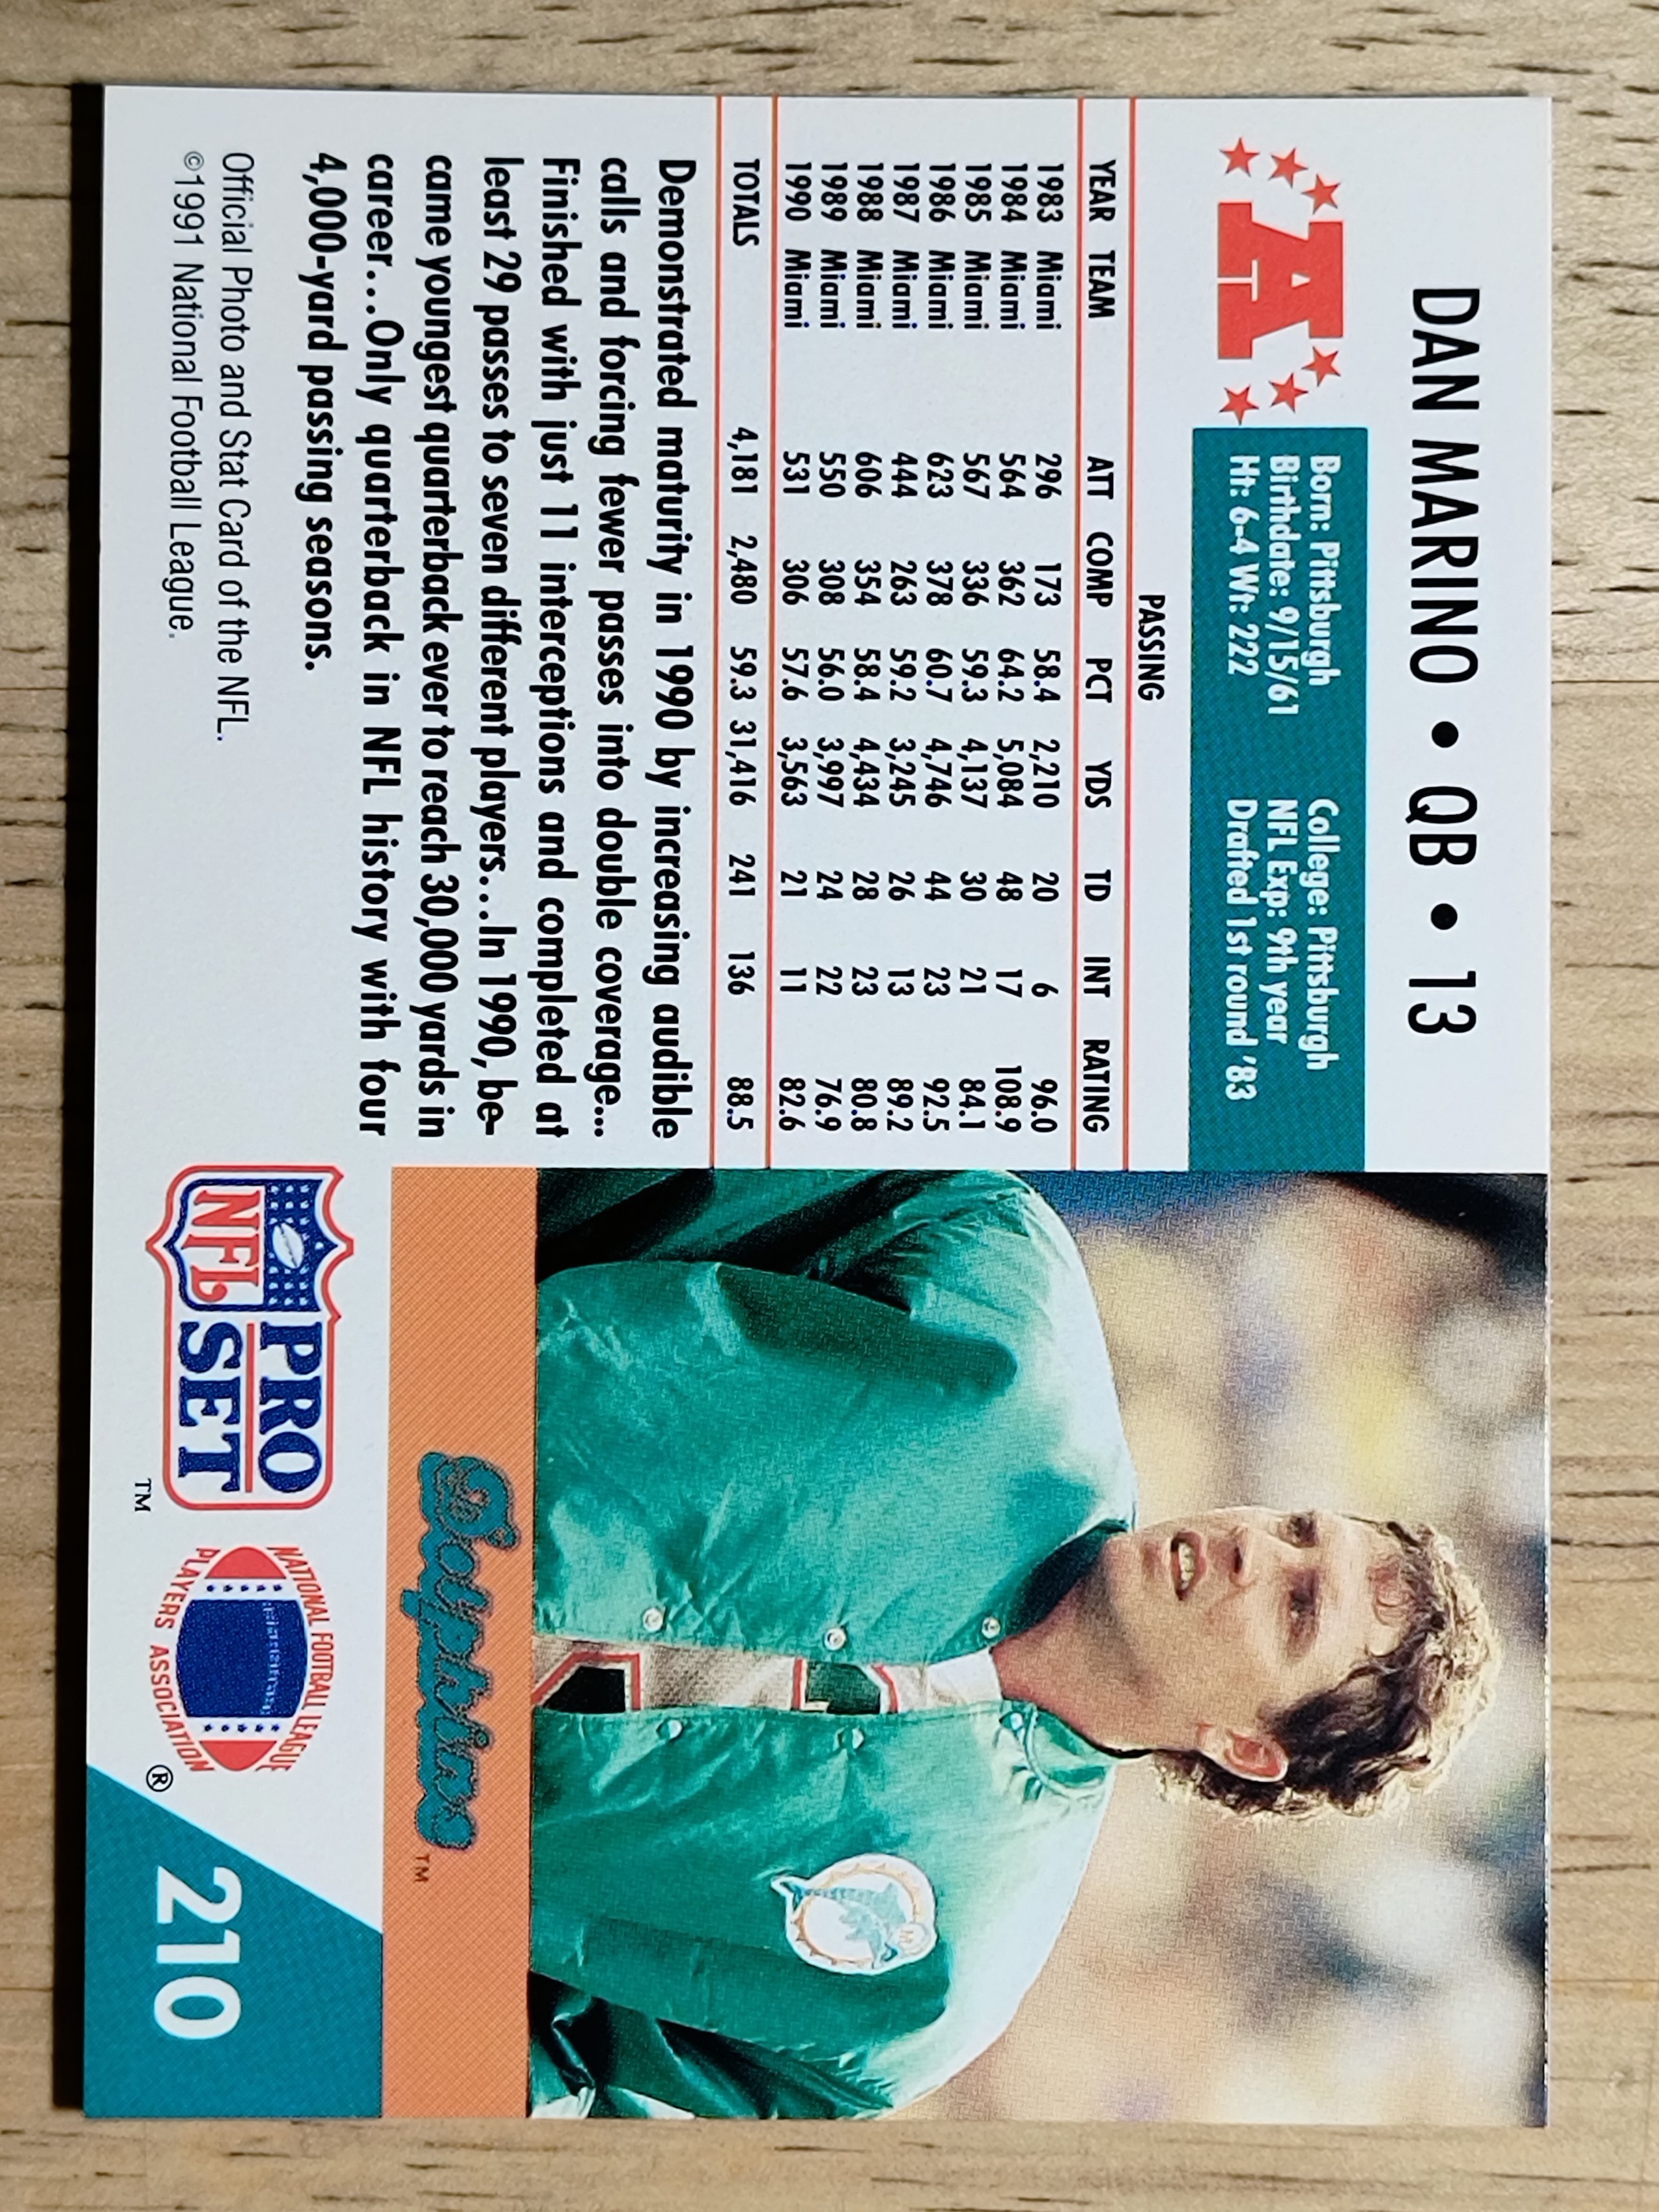 DAN MARINO • QB • 13
A
Born: Pittsburgh College: Pittsburgh
Birthdate: 9/15/61 NFL Exp: 9th year
Ht: 6-4 Wt: 222 Drafted 1st round '83
PASSING
YEAR TEAM ATT COMP PCT YDS TD INT RATING
1983 Miami 296 173 58.4 2,210 20 6 96.0
1984 Miami 564 362 64.2 5,084 48 17 108.9
1985 Miami 567 336 59.3 4,137 30 21 84.1
1986 Miami 623 378 60.7 4,746 44 23 92.5
1987 Miami 444 263 59.2 3,245 26 13 89.2
1988 Miami 606 354 58.4 4,434 28 23 80.8
1989 Miami 550 308 56.0 3,997 24 22 76.9
1990 Miami 531 306 57.6 3,563 21 11 82.6
TOTALS 4,181 2,480 59.3 31,416 241 136 88.5
Demonstrated maturity in 1990 by increasing audible
calls and forcing fewer passes into double coverage...
Finished with just 11 interceptions and completed at
least 29 passes to seven different players...In 1990, be-
came youngest quarterback ever to reach 30,000 yards in
career...Only quarterback in NFL history with four
4,000-yard passing seasons.
Official Photo and Stat Card of the NFL.
©1991 National Football League.
Dolphins™
NFL PRO
SET™
NATIONAL FOOTBALL LEAGUE
PLAYERS ASSOCIATION®
210